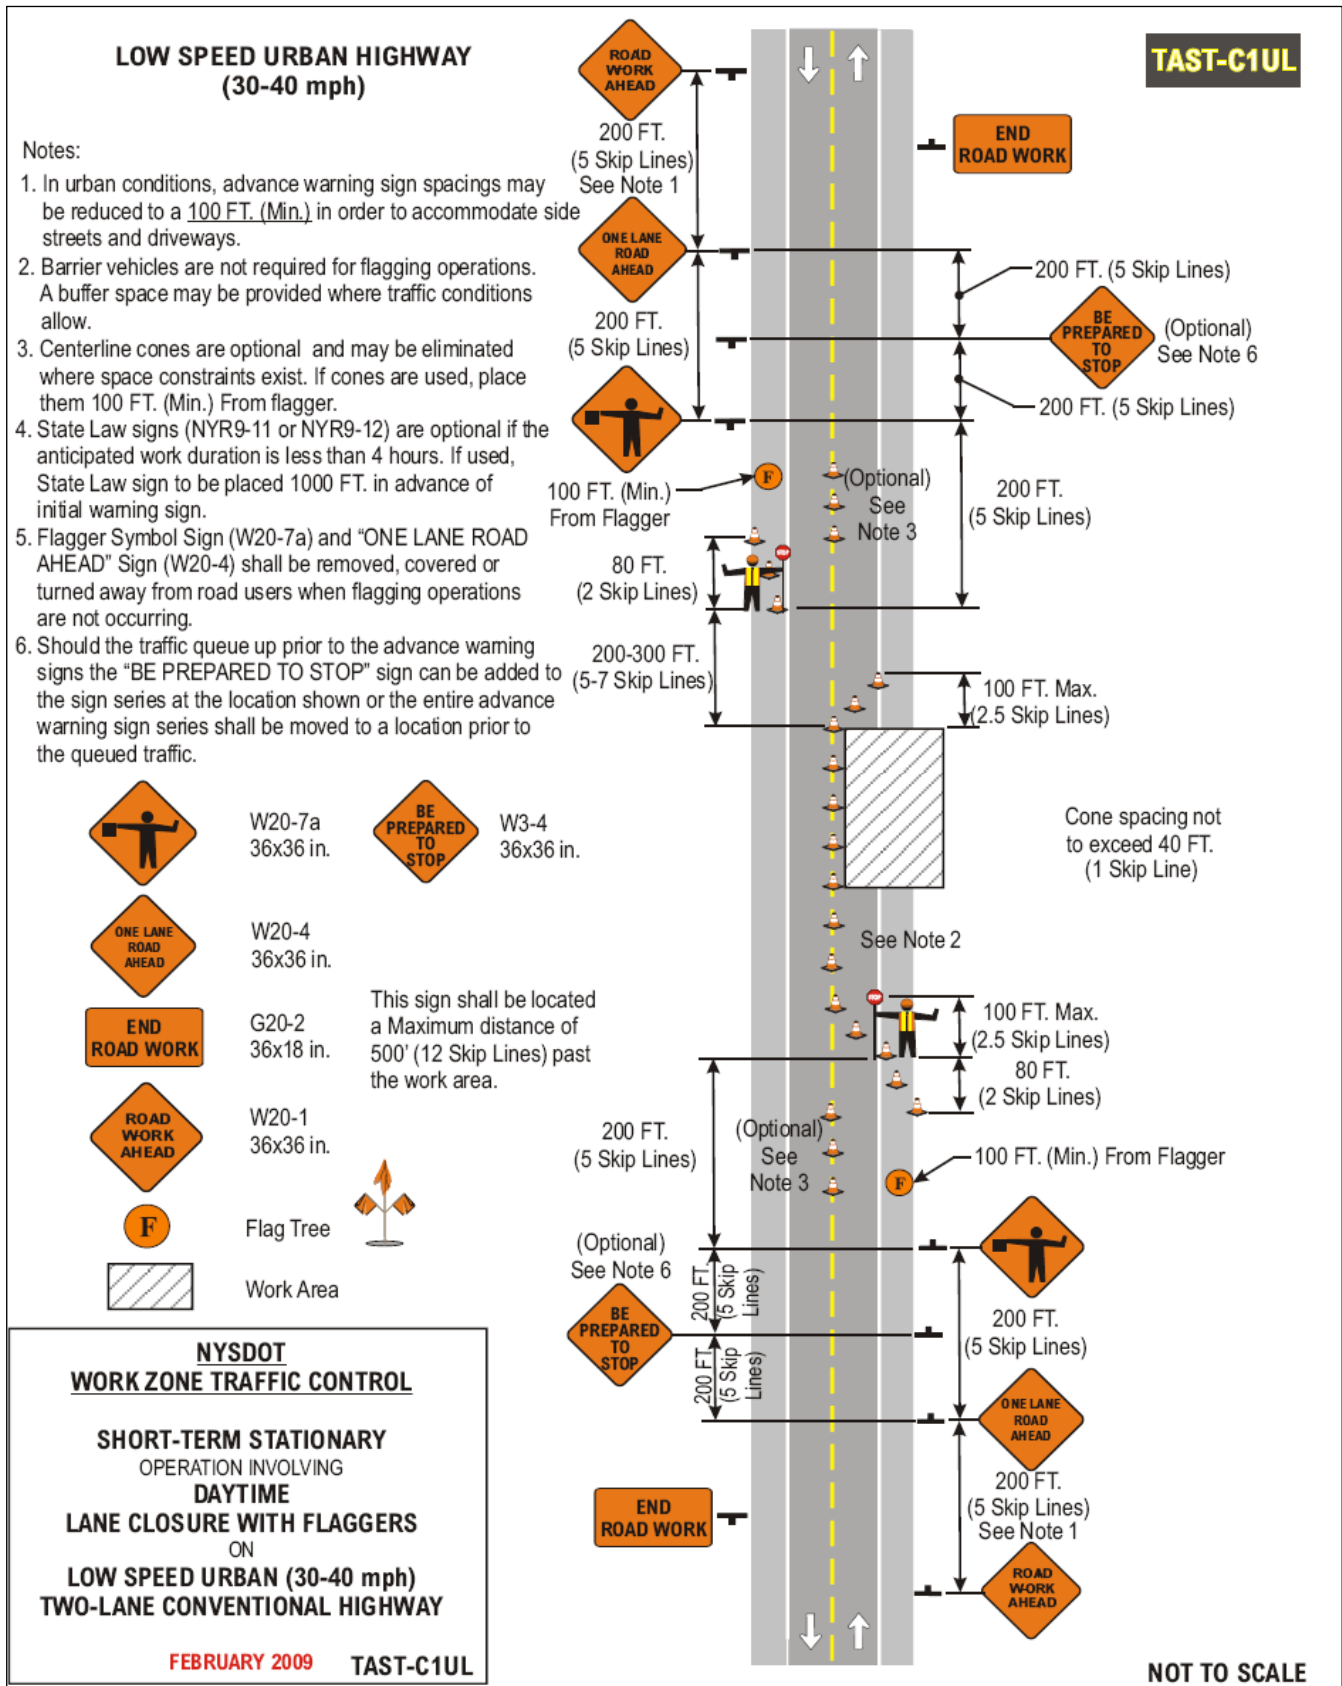 LOW SPEED URBAN HIGHWAY
(30-40 mph)
TAST-C1UL
Notes:
1. In urban conditions, advance warning sign spacings may
be reduced to a 100 FT. (Min.) in order to accommodate side
streets and driveways.
2. Barrier vehicles are not required for flagging operations.
A buffer space may be provided where traffic conditions
allow.
3. Centerline cones are optional and may be eliminated
where space constraints exist. If cones are used, place
them 100 FT. (Min.) From flagger.
4. State Law signs (NYR9-11 or NYR9-12) are optional if the
anticipated work duration is less than 4 hours. If used,
State Law sign to be placed 1000 FT. in advance of
initial warning sign.
5. Flagger Symbol Sign (W20-7a) and “ONE LANE ROAD
AHEAD” Sign (W20-4) shall be removed, covered or
turned away from road users when flagging operations
are not occurring.
6. Should the traffic queue up prior to the advance warning
signs the “BE PREPARED TO STOP” sign can be added to
the sign series at the location shown or the entire advance
warning sign series shall be moved to a location prior to
the queued traffic.
W20-7a
36x36 in.
BE
PREPARED
TO
STOP
W3-4
36x36 in.
ONE LANE
ROAD
AHEAD
W20-4
36x36 in.
END
ROAD WORK
G20-2
36x18 in.
This sign shall be located
a Maximum distance of
500' (12 Skip Lines) past
the work area.
ROAD
WORK
AHEAD
W20-1
36x36 in.
F
Flag Tree
Work Area
NYSDOT
WORK ZONE TRAFFIC CONTROL
SHORT-TERM STATIONARY
OPERATION INVOLVING
DAYTIME
LANE CLOSURE WITH FLAGGERS
ON
LOW SPEED URBAN (30-40 mph)
TWO-LANE CONVENTIONAL HIGHWAY
FEBRUARY 2009
TAST-C1UL
ROAD
WORK
AHEAD
200 FT.
(5 Skip Lines)
See Note 1
ONE LANE
ROAD
AHEAD
200 FT.
(5 Skip Lines)
100 FT. (Min.)
From Flagger
F
80 FT.
(2 Skip Lines)
STOP
200-300 FT.
(5-7 Skip Lines)
END
ROAD WORK
200 FT. (5 Skip Lines)
BE
PREPARED
TO
STOP
(Optional)
See Note 6
200 FT. (5 Skip Lines)
(Optional)
See
Note 3
200 FT.
(5 Skip Lines)
100 FT. Max.
(2.5 Skip Lines)
Cone spacing not
to exceed 40 FT.
(1 Skip Line)
See Note 2
STOP
100 FT. Max.
(2.5 Skip Lines)
80 FT.
(2 Skip Lines)
200 FT.
(5 Skip Lines)
(Optional)
See
Note 3
100 FT. (Min.) From Flagger
F
(Optional)
See Note 6
BE
PREPARED
TO
STOP
200 FT.
(5 Skip
Lines)
200 FT.
(5 Skip
Lines)
200 FT.
(5 Skip Lines)
ONE LANE
ROAD
AHEAD
200 FT.
(5 Skip Lines)
See Note 1
END
ROAD WORK
ROAD
WORK
AHEAD
NOT TO SCALE